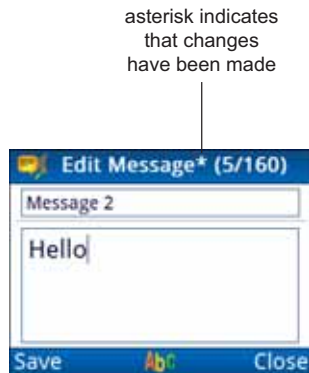 asterisk indicates
that changes
have been made
Edit Message* (5/160)
Message 2
Hello
Save Abc Close